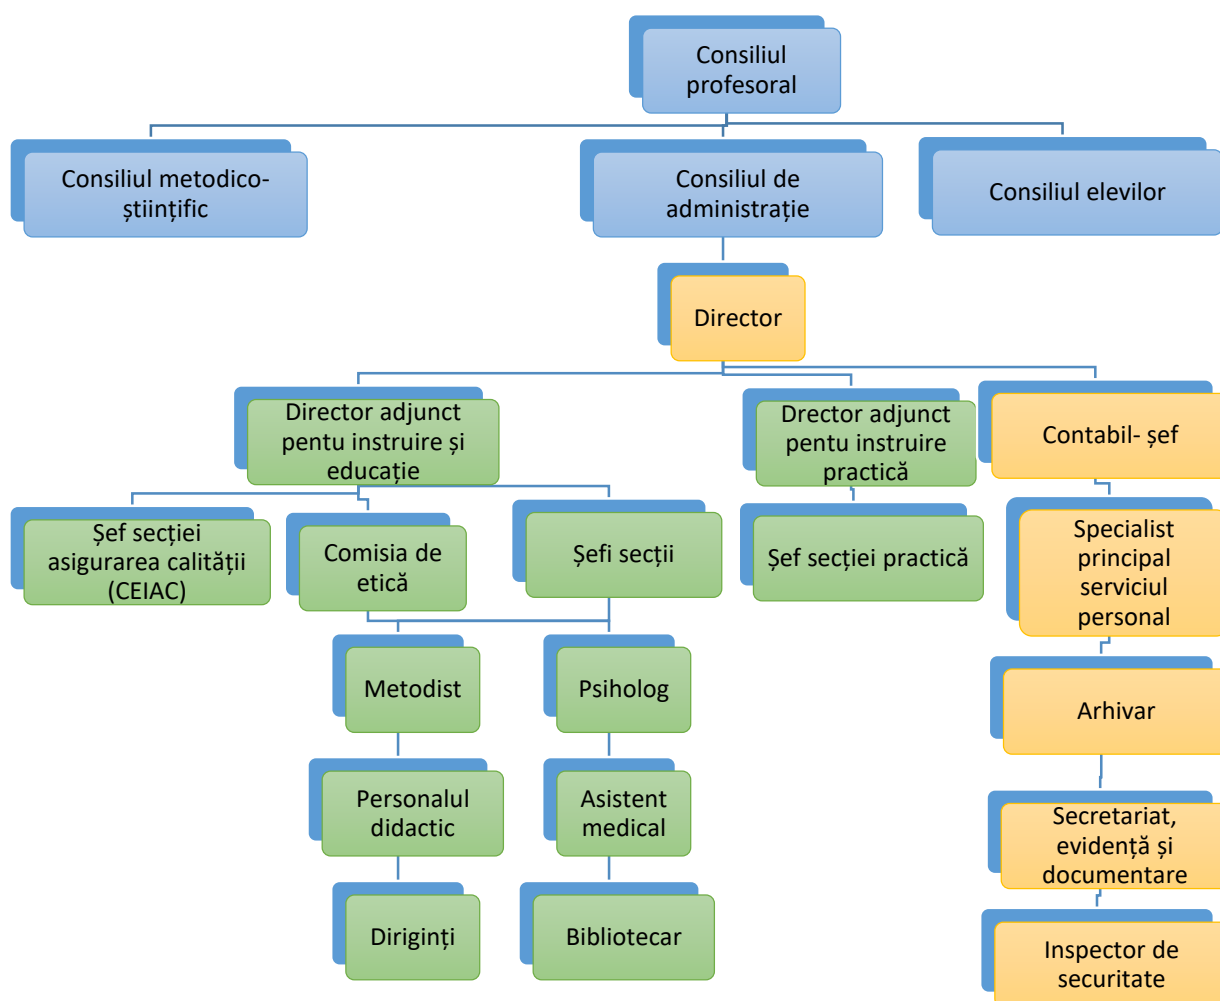 Consiliul
profesoral
Consiliul metodico-
științific
Consiliul de
administrație
Consiliul elevilor
Director
Director adjunct
pentu instruire și
educație
Drector adjunct
pentu instruire
practică
Contabil- șef
Șef secției
asigurarea calității
(CEIAC)
Comisia de
etică
Șefi secții
Șef secției practică
Specialist
principal
serviciul
personal
Metodist
Psiholog
Arhivar
Personalul
didactic
Asistent
medical
Secretariat,
evidență și
documentare
Diriginți
Bibliotecar
Inspector de
securitate